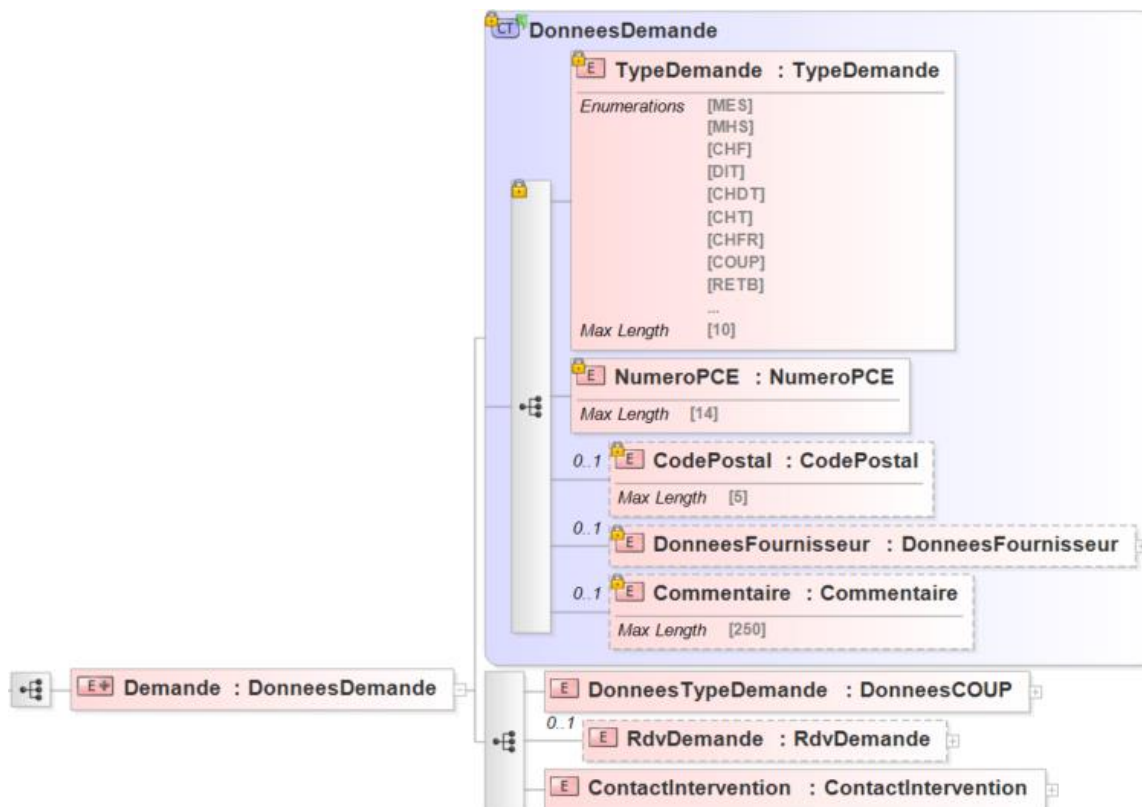 CT DonneesDemande
E TypeDemande : TypeDemande
Enumerations [MES]
[MHS]
[CHF]
[DIT]
[CHDT]
[CHT]
[CHFR]
[COUP]
[RETB]
...
Max Length [10]
E NumeroPCE : NumeroPCE
Max Length [14]
0..1 E CodePostal : CodePostal
Max Length [5]
0..1 E DonneesFournisseur : DonneesFournisseur
0..1 E Commentaire : Commentaire
Max Length [250]
E Demande : DonneesDemande
E DonneesTypeDemande : DonneesCOUP
0..1 E RdvDemande : RdvDemande
E ContactIntervention : ContactIntervention